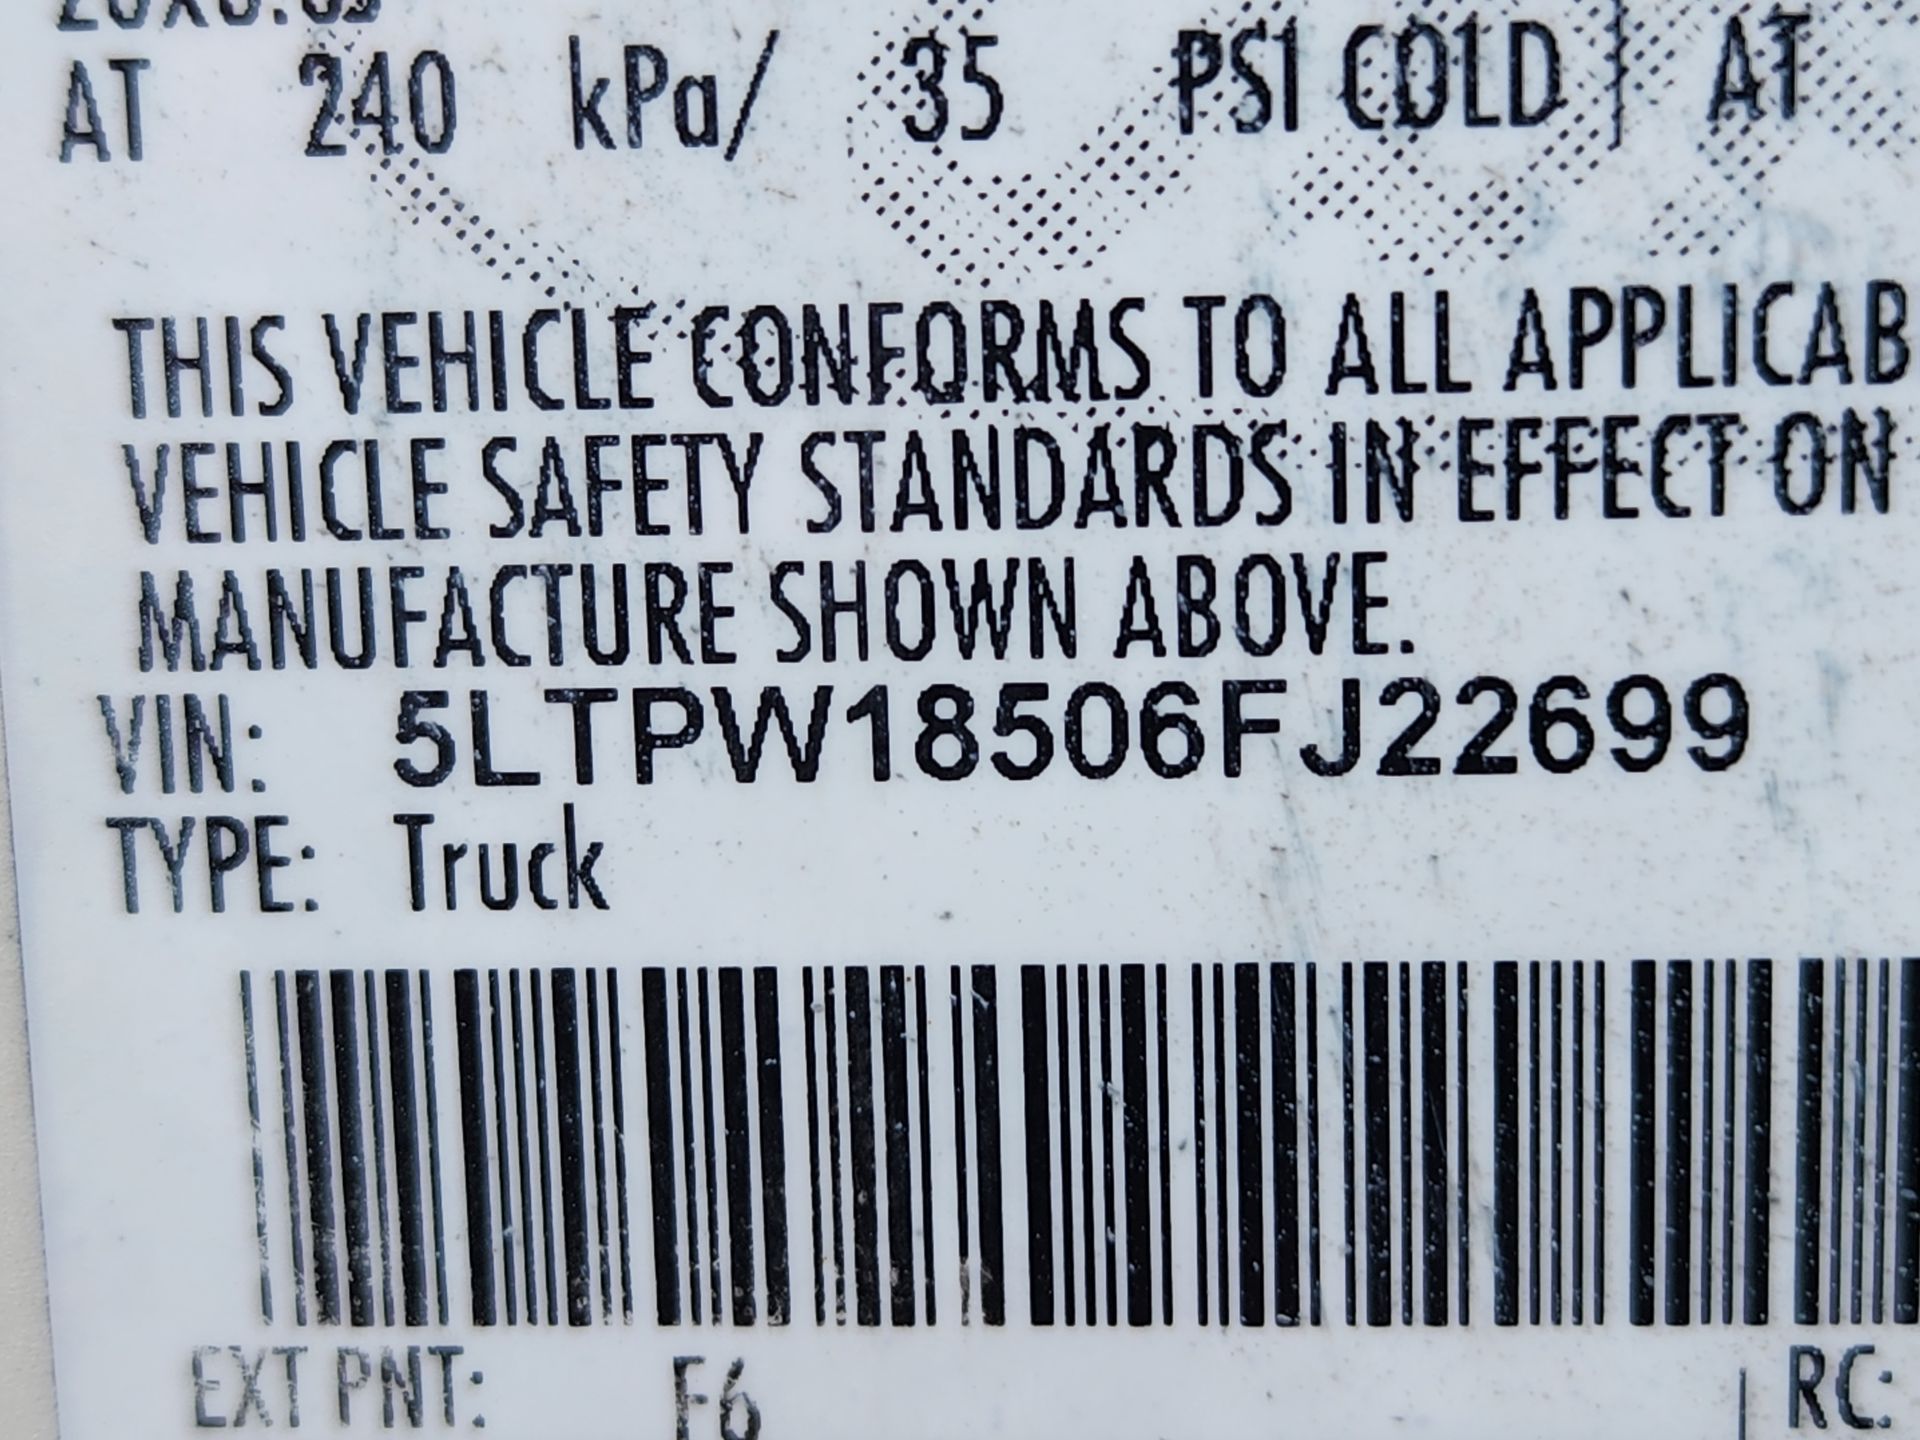 AT 240 kPa/ 35 PSI COLD | AT
THIS VEHICLE CONFORMS TO ALL APPLICAB
VEHICLE SAFETY STANDARDS IN EFFECT ON
MANUFACTURE SHOWN ABOVE.
VIN: 5LTPW18506FJ22699
TYPE: Truck
EXT PNT: F6 | RC: